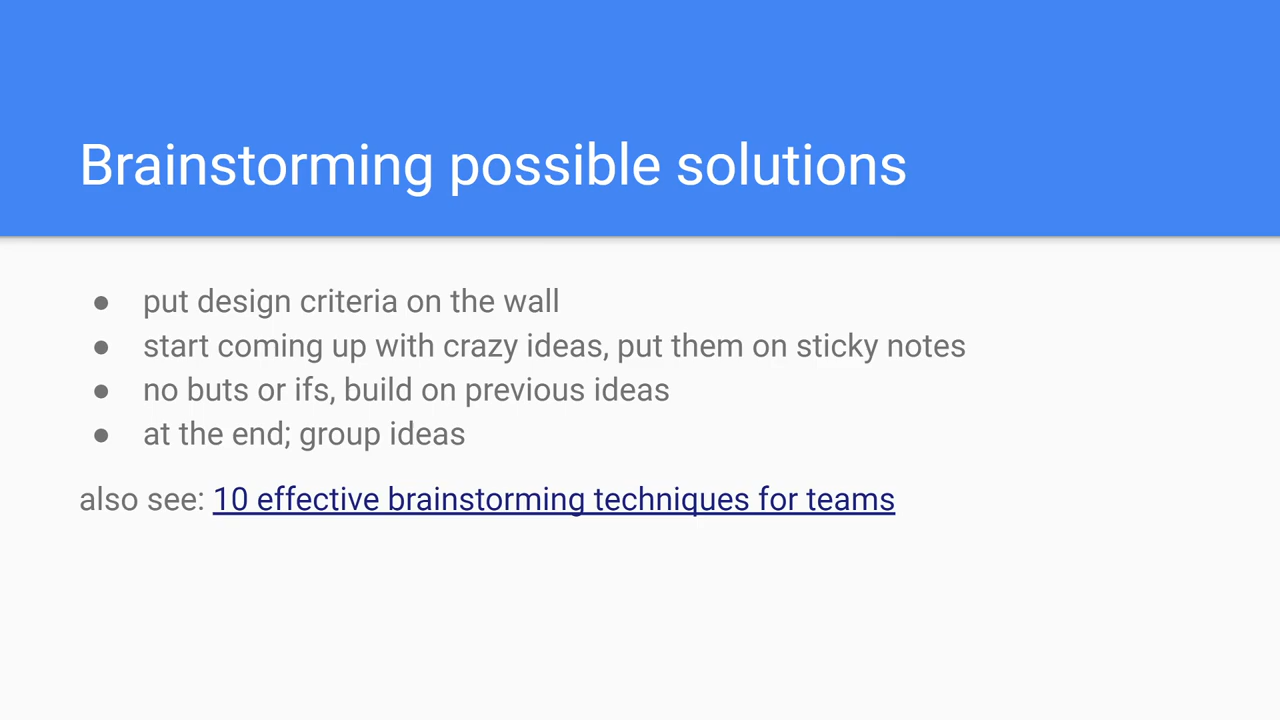 Brainstorming possible solutions
● put design criteria on the wall
● start coming up with crazy ideas, put them on sticky notes
● no buts or ifs, build on previous ideas
● at the end; group ideas
also see: 10 effective brainstorming techniques for teams